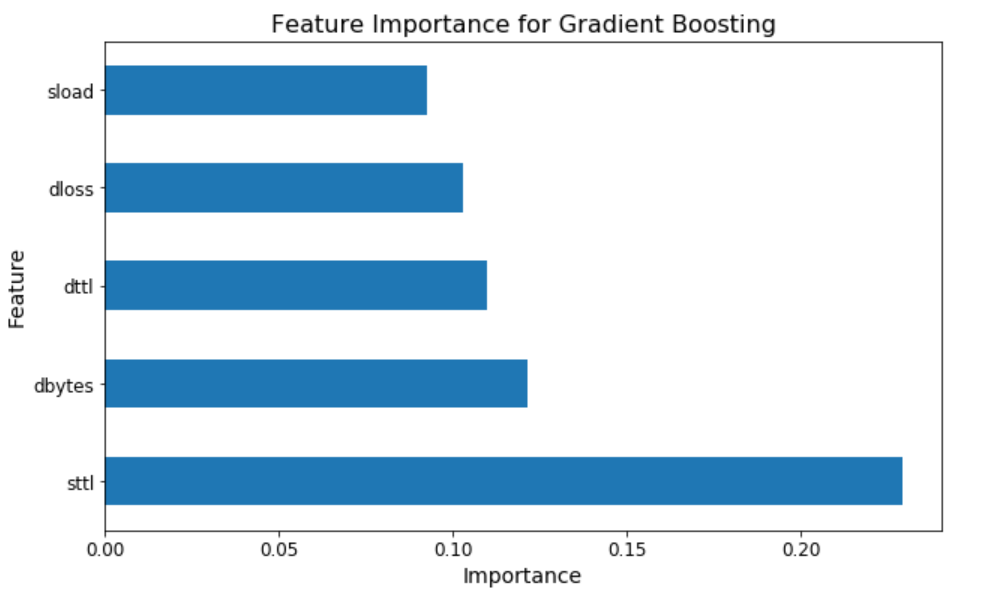 Feature Importance for Gradient Boosting
sload
dloss
dttl
dbytes
sttl
Feature
0.00 0.05 0.10 0.15 0.20
Importance